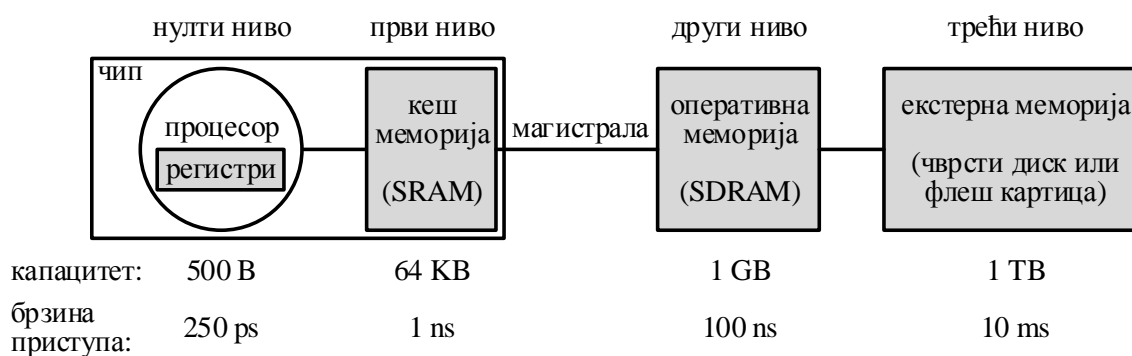 нулти ниво први ниво други ниво трећи ниво
чип
процесор
регистри
кеш
меморија
(SRAM)
магистрала
оперативна
меморија
(SDRAM)
екстерна меморија
(чврсти диск или
флеш картица)
капацитет: 500 B 64 KB 1 GB 1 TB
брзина
приступа: 250 ps 1 ns 100 ns 10 ms